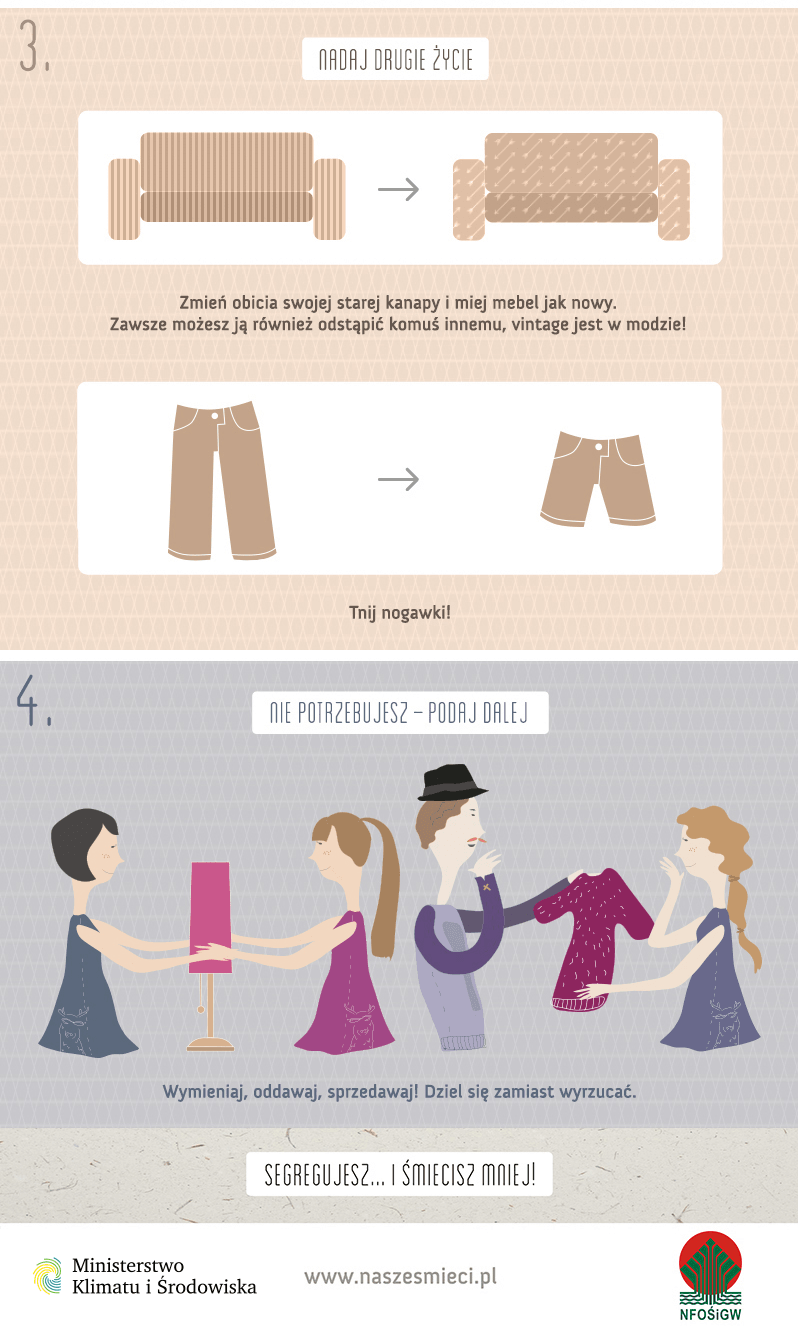 3.
NADAJ DRUGIE ŻYCIE
Zmień obicia swojej starej kanapy i miej mebel jak nowy.
Zawsze możesz ją również odstąpić komuś innemu, vintage jest w modzie!
Tnij nogawki!
4.
NIE POTRZEBUJESZ – PODAJ DALEJ
Wymieniaj, oddawaj, sprzedawaj! Dziel się zamiast wyrzucać.
SEGREGUJESZ... I ŚMIECISZ MNIEJ!
Ministerstwo
Klimatu i Środowiska
www.naszesmieci.pl
NFOŚiGW